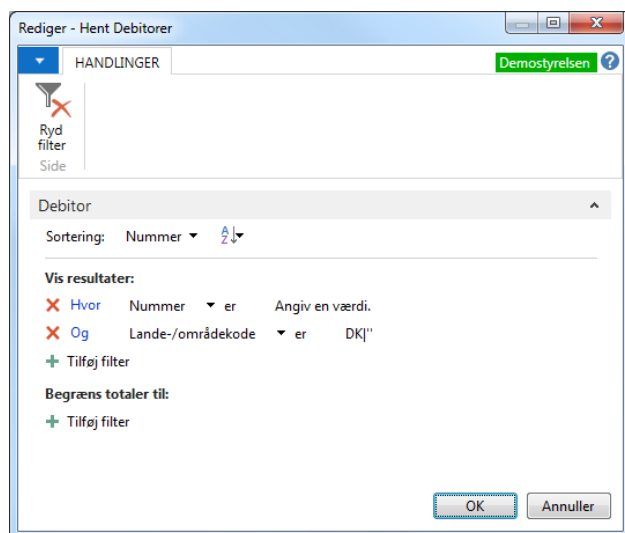 Rediger - Hent Debitorer
HANDLINGER
Demostyrelsen ?
Ryd
filter
Side
Debitor
Sortering: Nummer A Z
Vis resultater:
Hvor Nummer er Angiv en værdi.
Og Lande-/områdekode er DK|''
Tilføj filter
Begræns totaler til:
Tilføj filter
OK Annuller